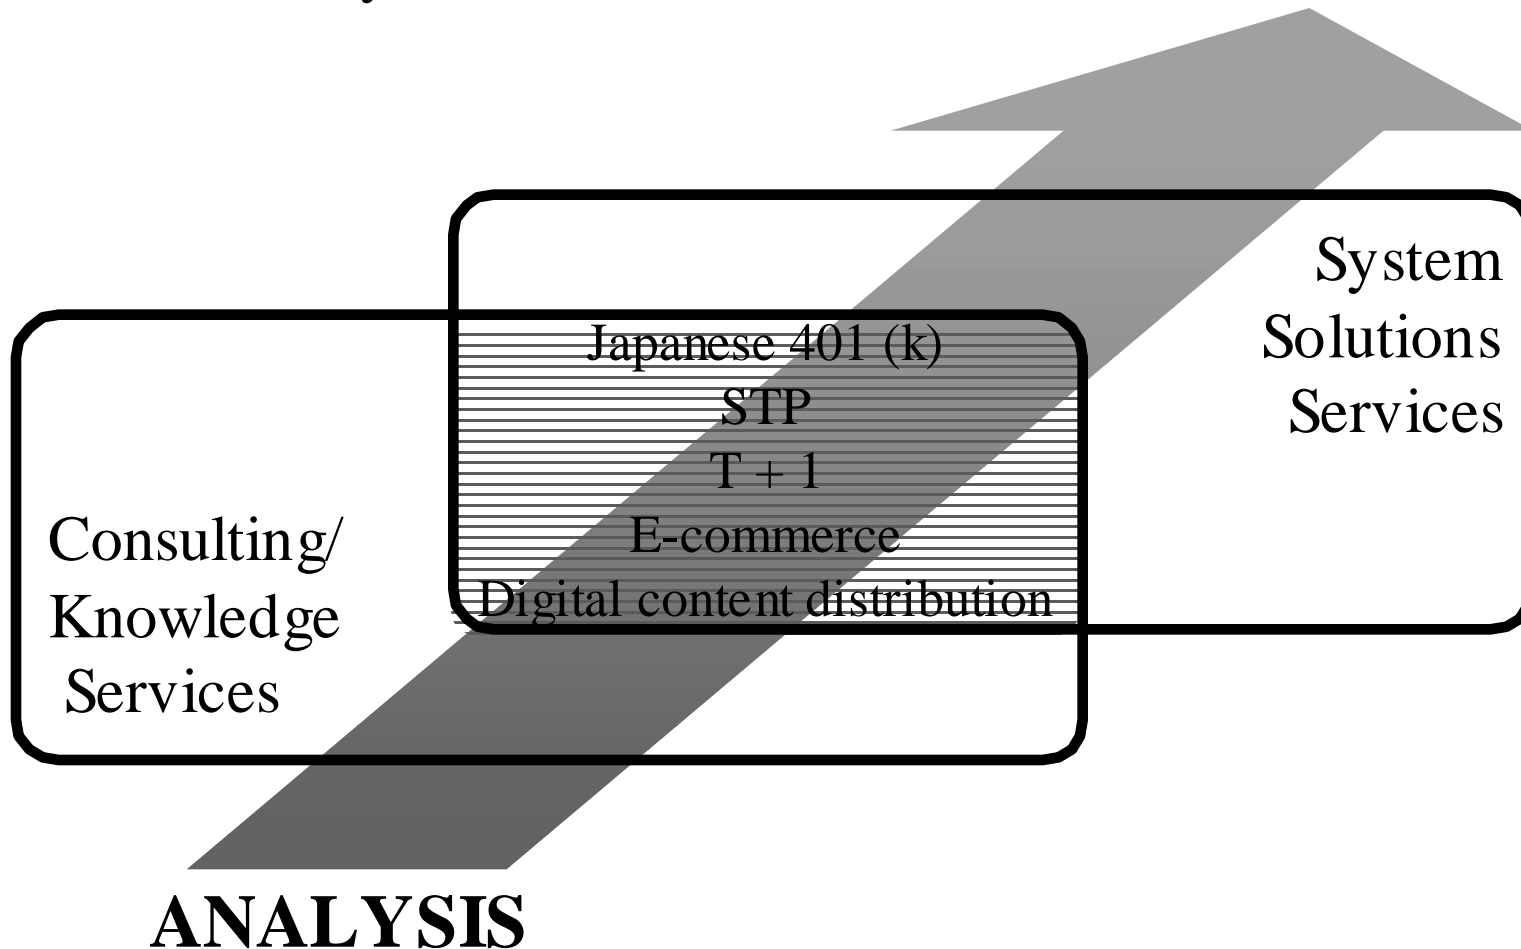 System
Solutions
Services
Japanese 401 (k)
STP
T + 1
E-commerce
Digital content distribution
Consulting/
Knowledge
Services
ANALYSIS